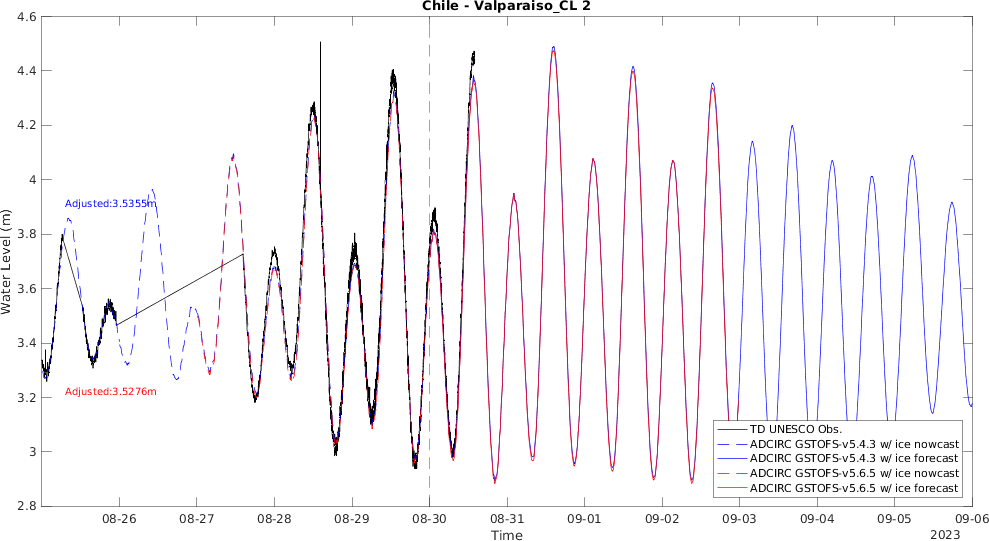 Chile - Valparaiso_CL 2
4.6
4.4
4.2
4
3.8
3.6
3.4
3.2
3
2.8
Water Level (m)
Adjusted:3.5355m
Adjusted:3.5276m
TD UNESCO Obs.
ADCIRC GSTOFS-v5.4.3 w/ ice nowcast
ADCIRC GSTOFS-v5.4.3 w/ ice forecast
ADCIRC GSTOFS-v5.6.5 w/ ice nowcast
ADCIRC GSTOFS-v5.6.5 w/ ice forecast
08-26 08-27 08-28 08-29 08-30 08-31 09-01 09-02 09-03 09-04 09-05 09-06
Time
2023